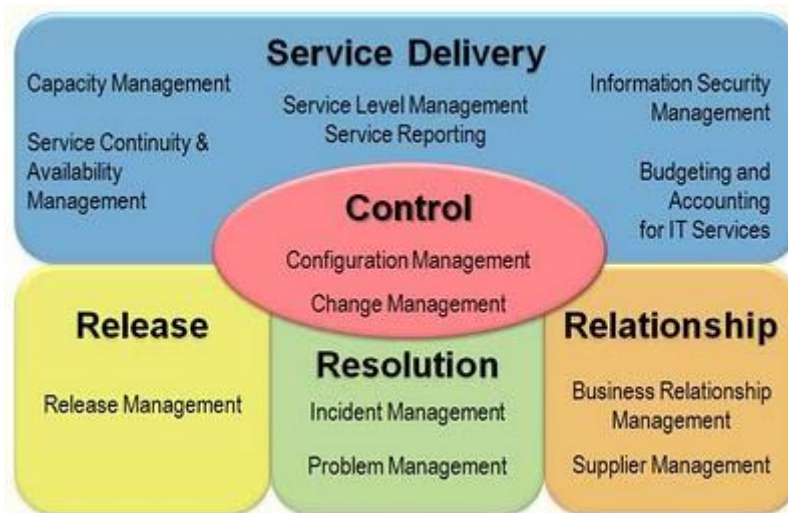 Service Delivery
Capacity Management
Service Continuity &
Availability
Management
Service Level Management
Service Reporting
Information Security
Management
Budgeting and
Accounting
for IT Services
Control
Configuration Management
Change Management
Release
Release Management
Resolution
Incident Management
Problem Management
Relationship
Business Relationship
Management
Supplier Management